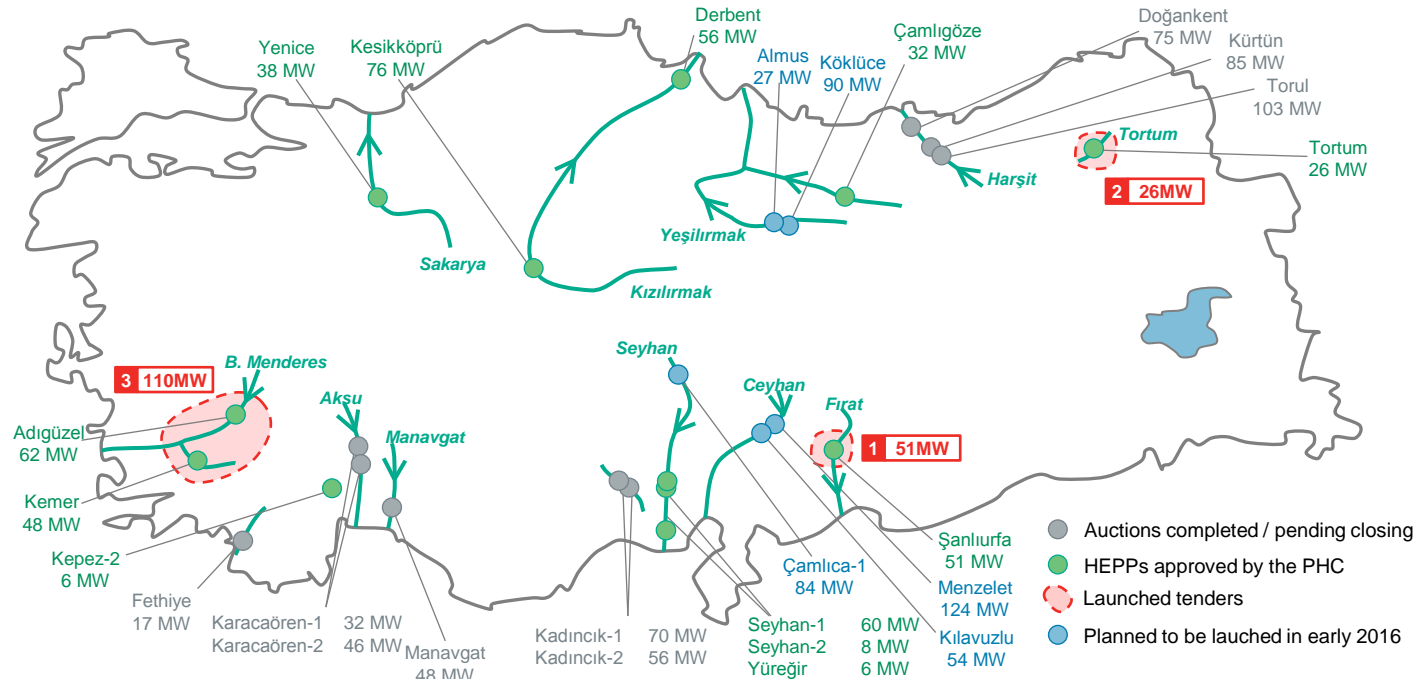 Derbent
56 MW
Yenice
38 MW
Kesikköprü
76 MW
Almus
27 MW
Köklüce
90 MW
Çamlıgöze
32 MW
Doğankent
75 MW
Kürtün
85 MW
Torul
103 MW
Tortum
Tortum
26 MW
2 26MW
Harşit
Yeşilırmak
Sakarya
Kızılırmak
3 110MW
B. Menderes
Seyhan
Ceyhan
Aksu
Manavgat
Fırat
Adıgüzel
62 MW
1 51MW
Kemer
48 MW
Kepez-2
6 MW
Fethiye
17 MW
Karacaören-1 32 MW
Karacaören-2 46 MW
Manavgat
48 MW
Kadıncık-1 70 MW
Kadıncık-2 56 MW
Çamlıca-1
84 MW
Seyhan-1 60 MW
Seyhan-2 8 MW
Yüreğir 6 MW
Şanlıurfa
51 MW
Menzelet
124 MW
Kılavuzlu
54 MW
Auctions completed / pending closing
HEPPs approved by the PHC
Launched tenders
Planned to be lauched in early 2016